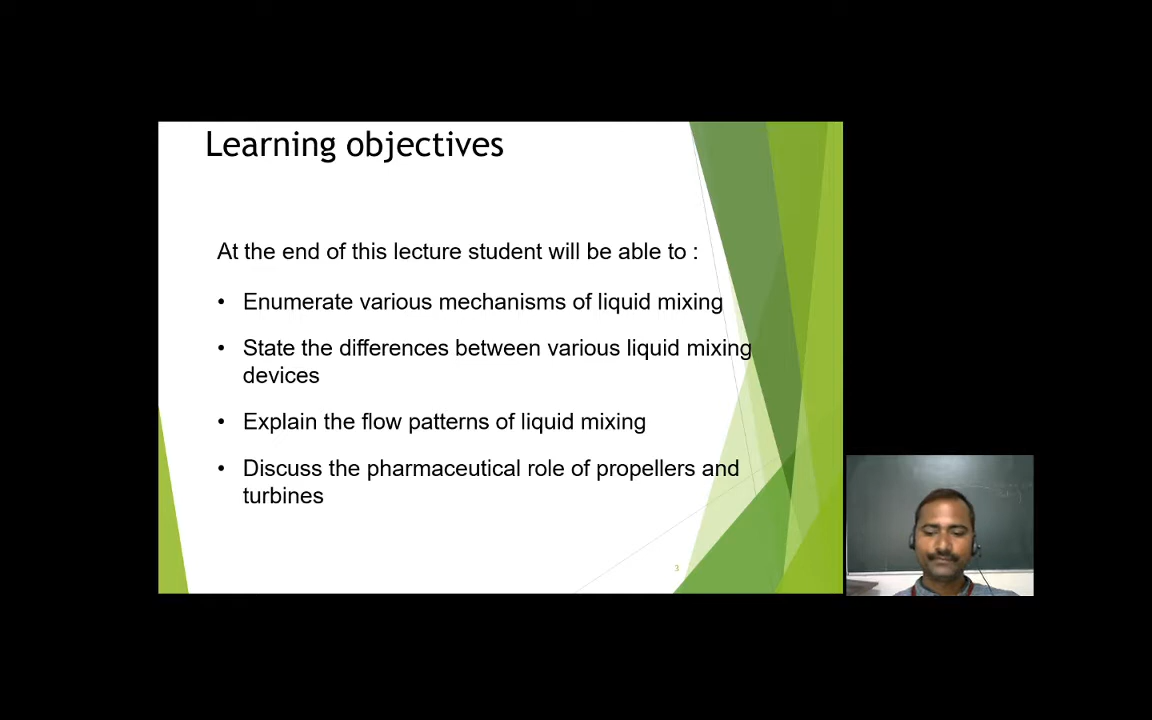 Learning objectives
At the end of this lecture student will be able to :
• Enumerate various mechanisms of liquid mixing
• State the differences between various liquid mixing
devices
• Explain the flow patterns of liquid mixing
• Discuss the pharmaceutical role of propellers and
turbines
3